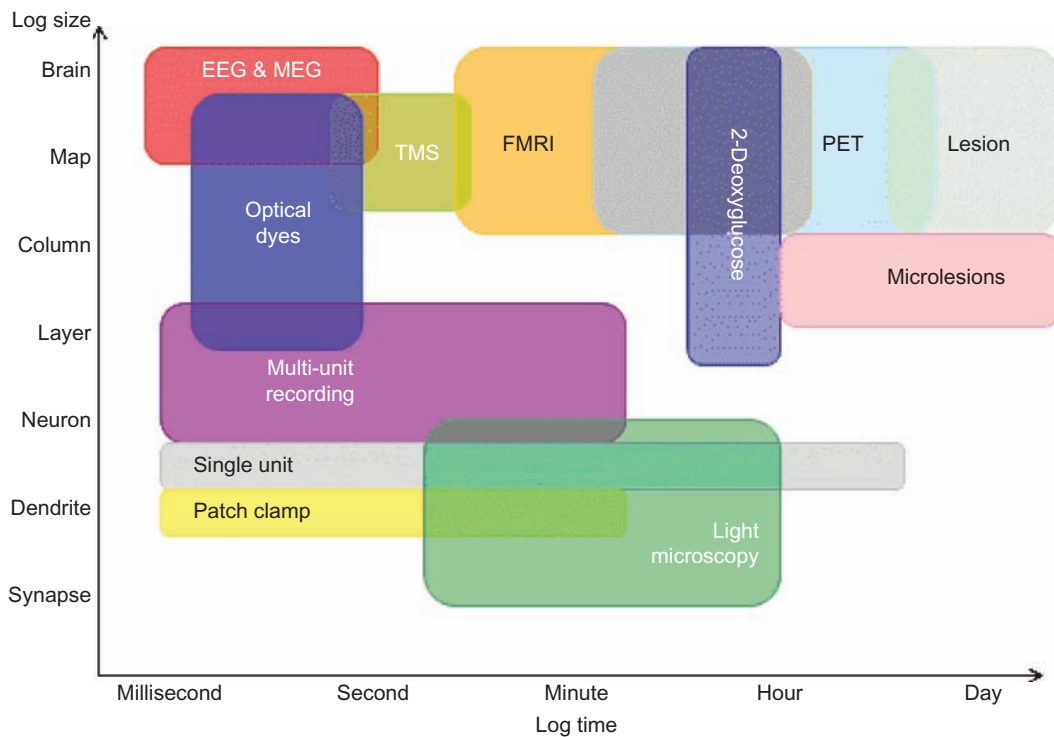 Log size
Brain
Map
Column
Layer
Neuron
Dendrite
Synapse
EEG & MEG
TMS
FMRI
2-Deoxyglucose
PET
Lesion
Optical
dyes
Microlesions
Multi-unit
recording
Single unit
Patch clamp
Light
microscopy
Millisecond
Second
Minute
Hour
Day
Log time